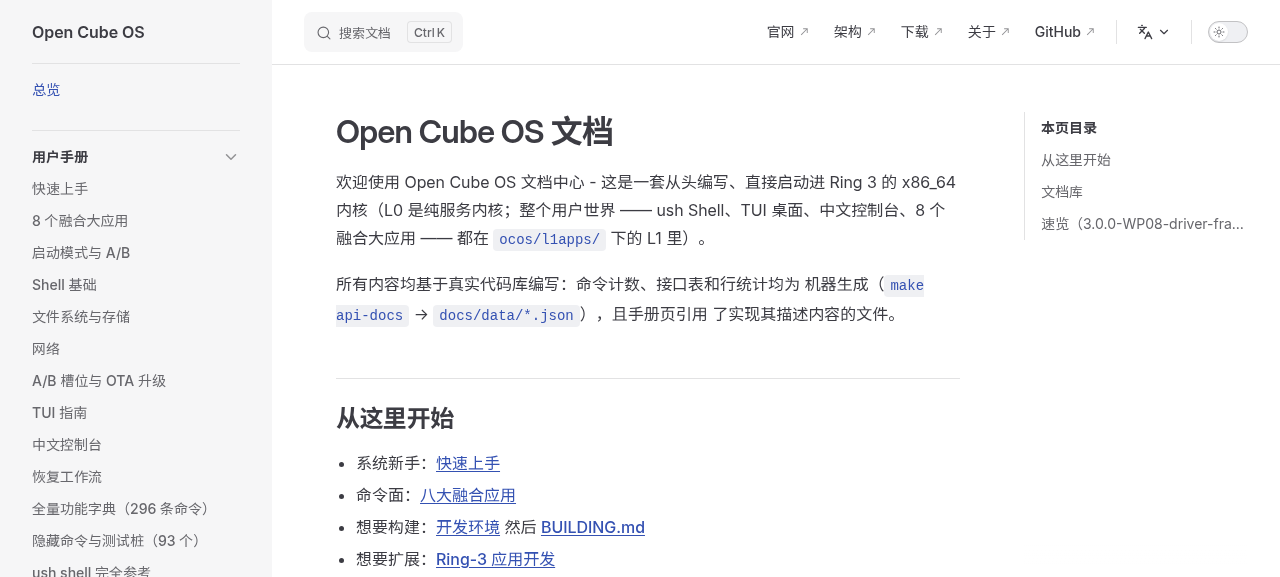 Open Cube OS
总览
用户手册
快速上手
8 个融合大应用
启动模式与 A/B
Shell 基础
文件系统与存储
网络
A/B 槽位与 OTA 升级
TUI 指南
中文控制台
恢复工作流
全量功能字典（296 条命令）
隐藏命令与测试桩（93 个）
ush shell 完全参考
搜索文档 Ctrl K
官网 架构 下载 关于 GitHub
Open Cube OS 文档
欢迎使用 Open Cube OS 文档中心 - 这是一套从头编写、直接启动进 Ring 3 的 x86_64
内核（L0 是纯服务内核；整个用户世界 —— ush Shell、TUI 桌面、中文控制台、8 个
融合大应用 —— 都在 ocos/l1apps/ 下的 L1 里）。
所有内容均基于真实代码库编写：命令计数、接口表和行统计均为 机器生成（make
api-docs → docs/data/*.json），且手册页引用 了实现其描述内容的文件。
从这里开始
• 系统新手：快速上手
• 命令面：八大融合应用
• 想要构建：开发环境 然后 BUILDING.md
• 想要扩展：Ring-3 应用开发
本页目录
从这里开始
文档库
速览（3.0.0-WP08-driver-fra...